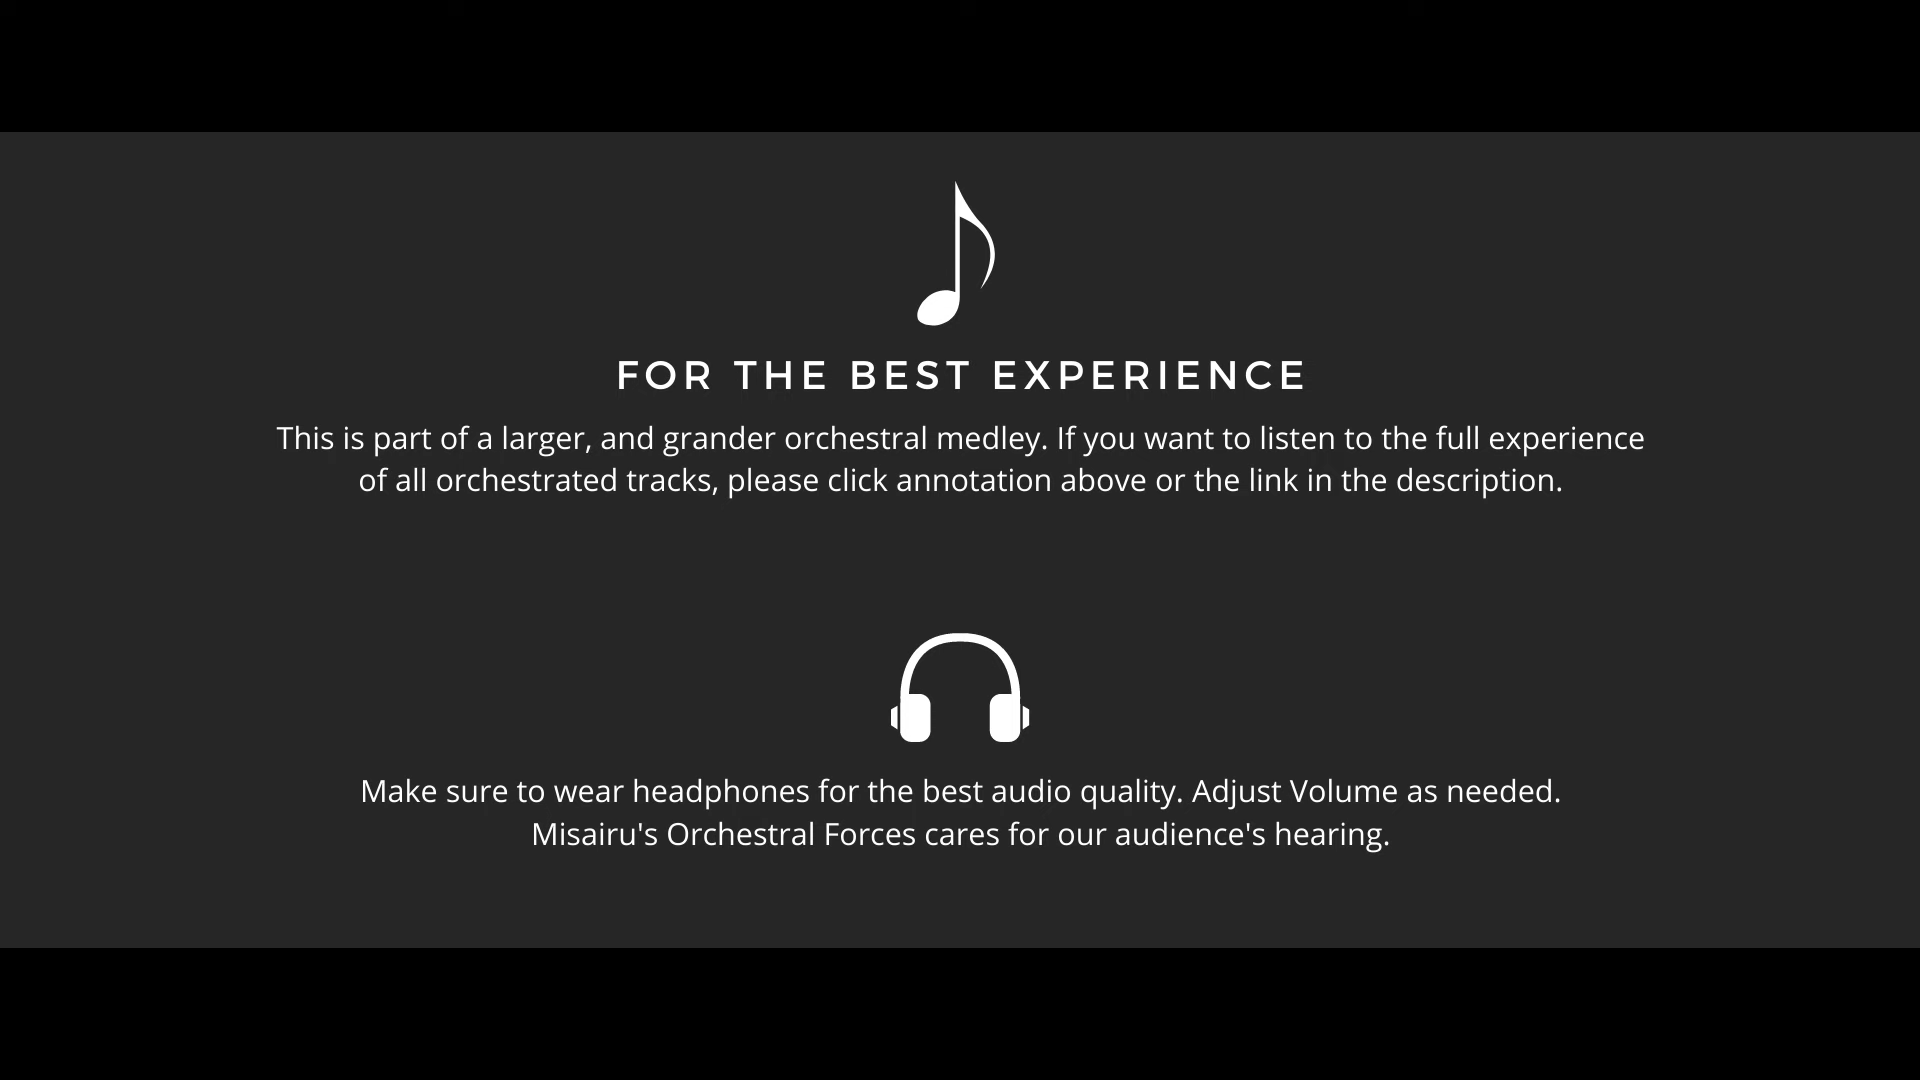 FOR THE BEST EXPERIENCE
This is part of a larger, and grander orchestral medley. If you want to listen to the full experience
of all orchestrated tracks, please click annotation above or the link in the description.
Make sure to wear headphones for the best audio quality. Adjust Volume as needed.
Misairu's Orchestral Forces cares for our audience's hearing.